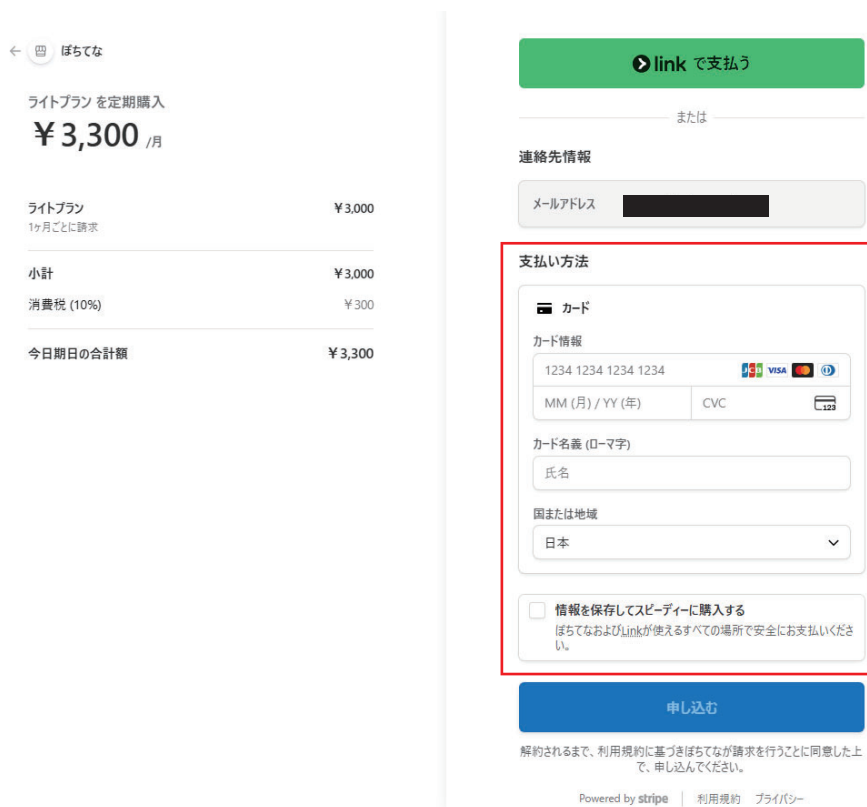 ぽちてな
ライトプラン を定期購入
￥3,300 /月
ライトプラン ￥3,000
1ヶ月ごとに請求
小計 ￥3,000
消費税 (10%) ￥300
今日期日の合計額 ￥3,300
link で支払う
または
連絡先情報
メールアドレス
支払い方法
カード
カード情報
1234 1234 1234 1234 JCB VISA
MM (月) / YY (年) CVC 123
カード名義 (ローマ字)
氏名
国または地域
日本
情報を保存してスピーディーに購入する
ぽちてなおよびLinkが使えるすべての場所で安全にお支払いくださ
い。
申し込む
解約されるまで、利用規約に基づきぽちてなが請求を行うことに同意した上
で、申し込んでください。
Powered by stripe 利用規約 プライバシー